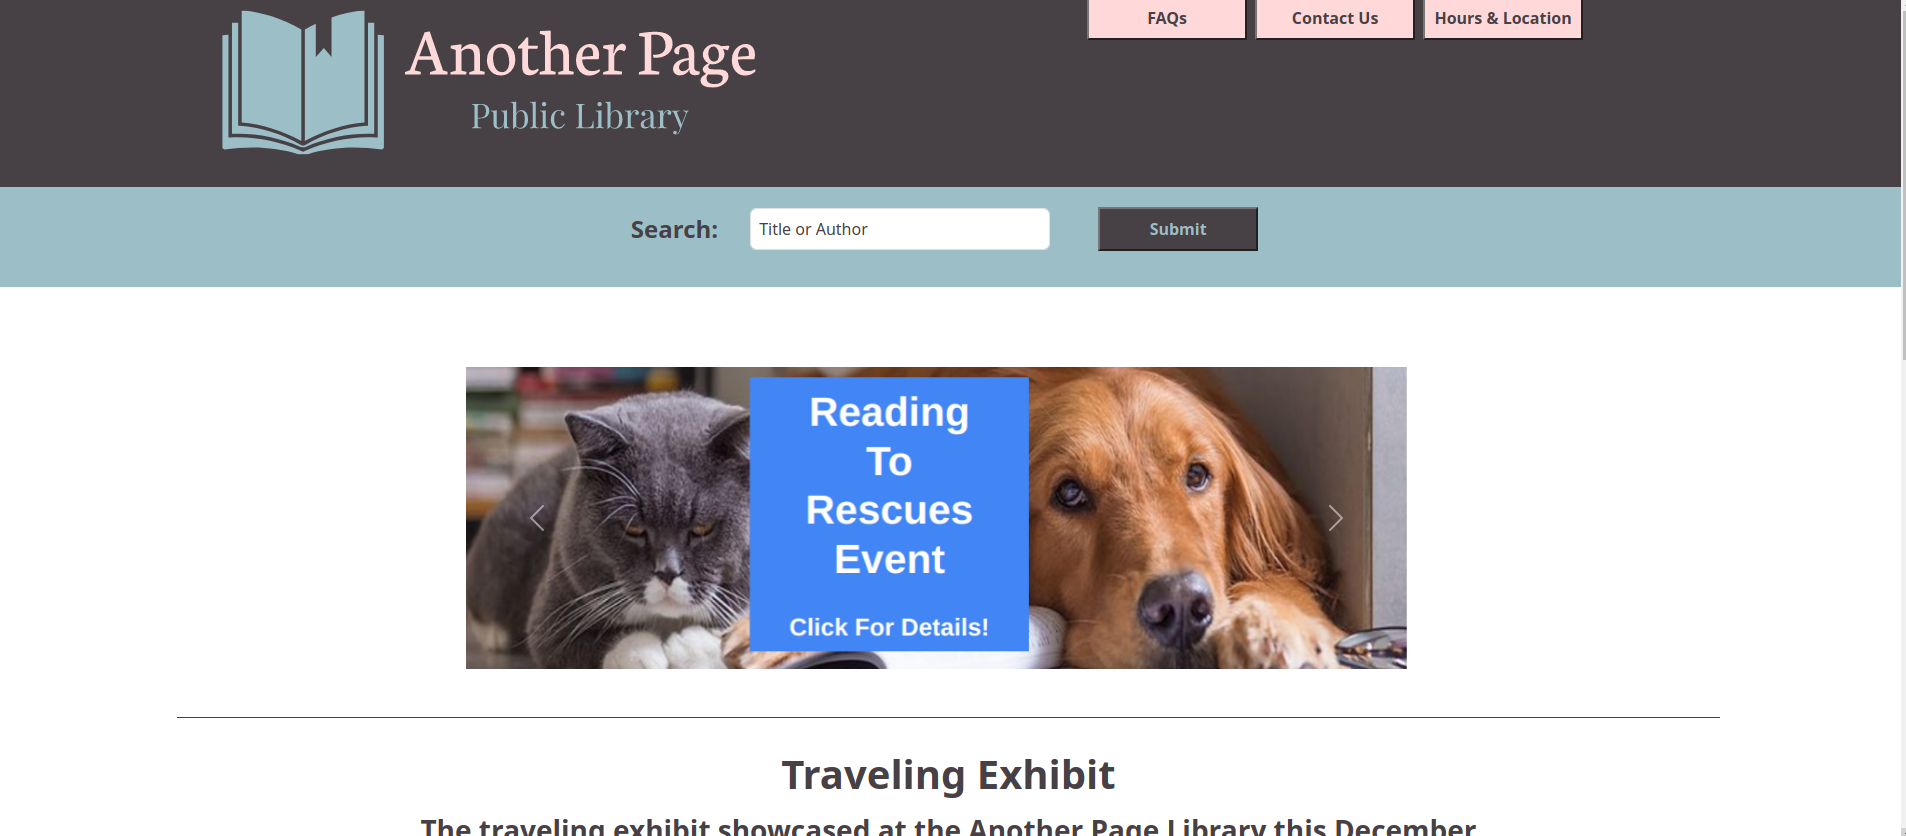 FAQs
Contact Us
Hours & Location
Another Page
Public Library
Search:
Title or Author
Submit
Reading
To
Rescues
Event
Click For Details!
Traveling Exhibit
The traveling exhibit showcased at the Another Page Library this December